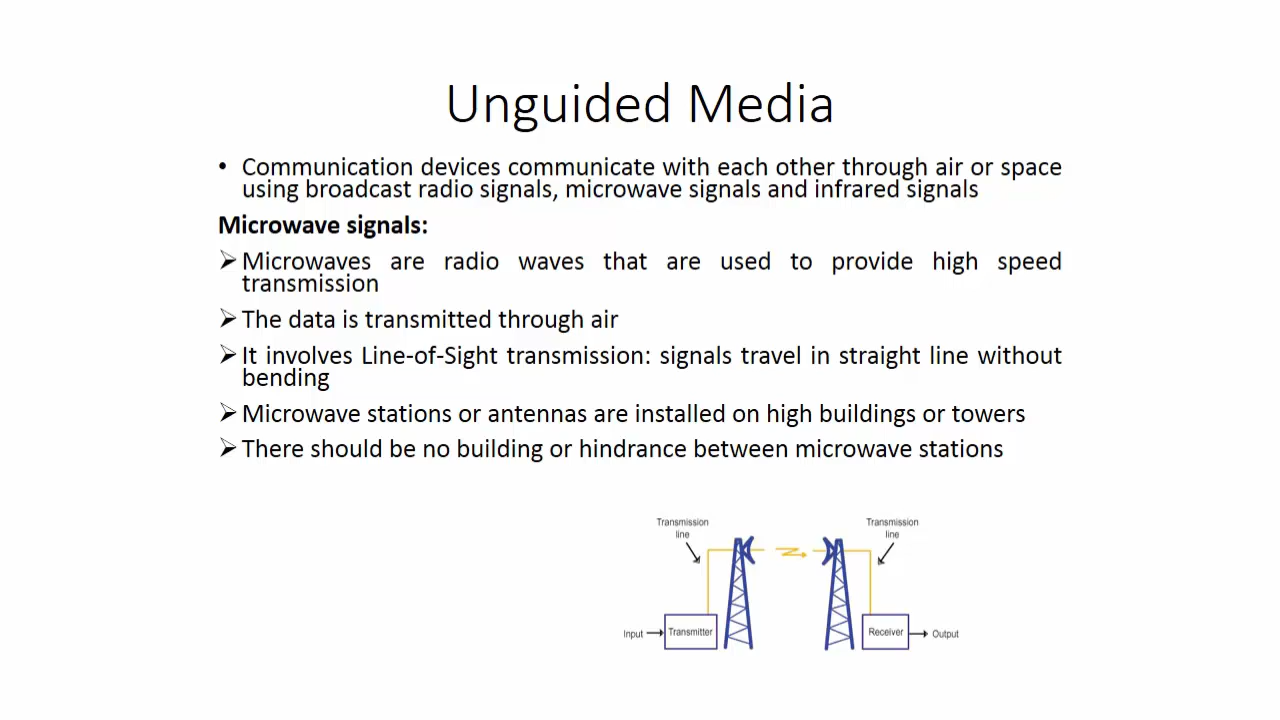 Unguided Media
• Communication devices communicate with each other through air or space
using broadcast radio signals, microwave signals and infrared signals
Microwave signals:
➢ Microwaves are radio waves that are used to provide high speed
transmission
➢ The data is transmitted through air
➢ It involves Line-of-Sight transmission: signals travel in straight line without
bending
➢ Microwave stations or antennas are installed on high buildings or towers
➢ There should be no building or hindrance between microwave stations
Transmission
line
Transmission
line
Input
Transmitter
Receiver
Output